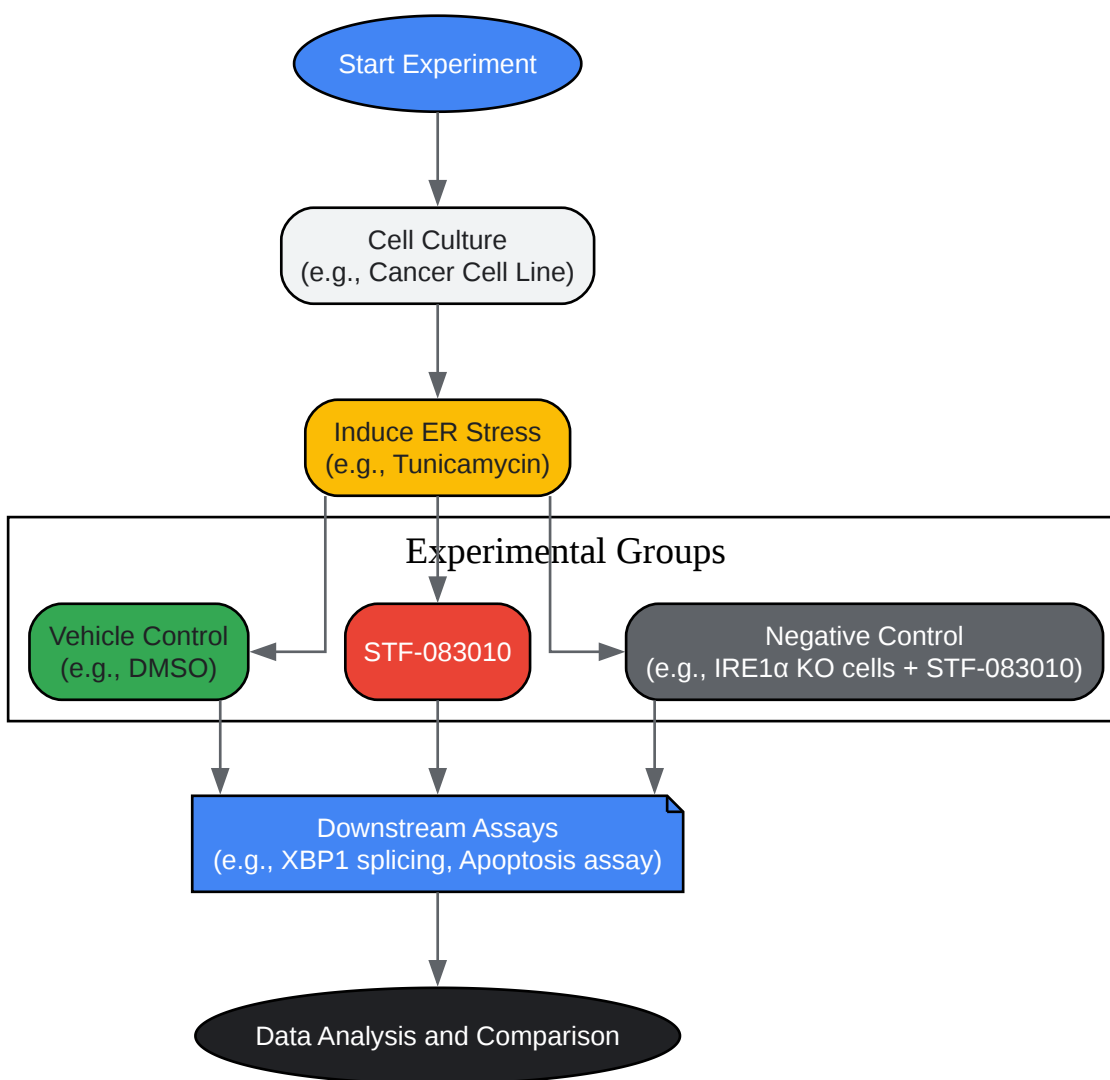 Start Experiment
Cell Culture
(e.g., Cancer Cell Line)
Induce ER Stress
(e.g., Tunicamycin)
Experimental Groups
Vehicle Control
(e.g., DMSO)
STF-083010
Negative Control
(e.g., IRE1α KO cells + STF-083010)
Downstream Assays
(e.g., XBP1 splicing, Apoptosis assay)
Data Analysis and Comparison